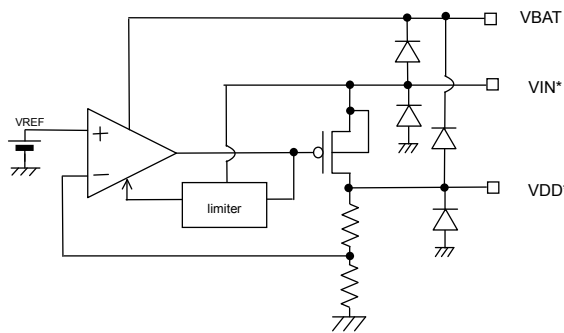 VBAT
VIN*
VREF
+
−
limiter
VDD*